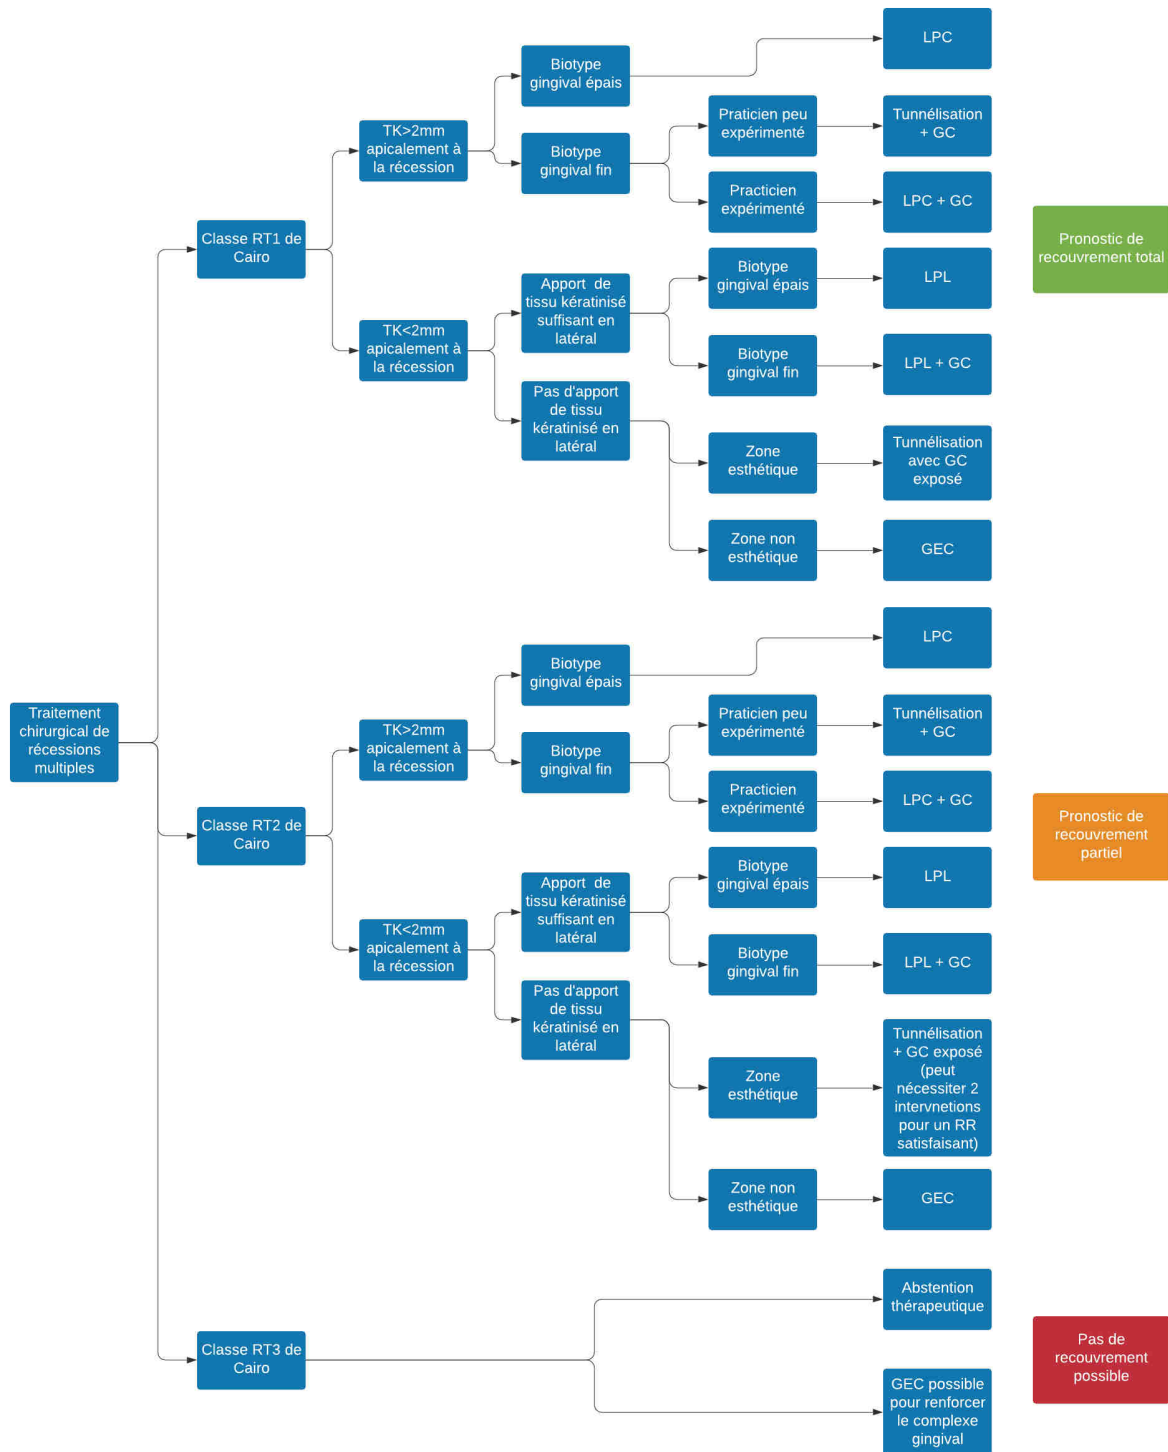 LPC
Biotype
gingival épais
TK>2mm
apicalement à
la récession
Praticien peu
expérimenté
Tunnélisation
+ GC
Biotype
gingival fin
Practicien
expérimenté
LPC + GC
Classe RT1 de
Cairo
Pronostic de
recouvrement total
Apport de
tissu kératinisé
suffisant en
latéral
Biotype
gingival épais
LPL
TK<2mm
apicalement à
la récession
Biotype
gingival fin
LPL + GC
Pas d'apport
de tissu
kératinisé en
latéral
Zone
esthétique
Tunnélisation
avec GC
exposé
Zone non
esthétique
GEC
LPC
Biotype
gingival épais
Traitement
chirurgical de
récessions
multiples
TK>2mm
apicalement à
la récession
Praticien peu
expérimenté
Tunnélisation
+ GC
Biotype
gingival fin
Practicien
expérimenté
LPC + GC
Classe RT2 de
Cairo
Pronostic de
recouvrement
partiel
Apport de
tissu kératinisé
suffisant en
latéral
Biotype
gingival épais
LPL
TK<2mm
apicalement à
la récession
Biotype
gingival fin
LPL + GC
Pas d'apport
de tissu
kératinisé en
latéral
Zone
esthétique
Tunnélisation
+ GC exposé
(peut
nécessiter 2
intervnetions
pour un RR
satisfaisant)
Zone non
esthétique
GEC
Abstention
thérapeutique
Classe RT3 de
Cairo
Pas de
recouvrement
possible
GEC possible
pour renforcer
le complexe
gingival